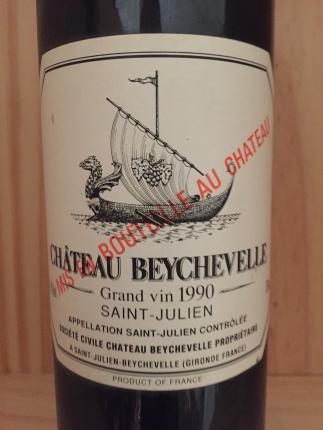 MIS EN BOUTEILLE AU CHATEAU
CHÂTEAU BEYCHEVELLE
Grand vin 1990
SAINT-JULIEN
APPELLATION SAINT-JULIEN CONTRÔLÉE
SOCIÉTÉ CIVILE CHATEAU BEYCHEVELLE PROPRIÉTAIRE
A SAINT-JULIEN-BEYCHEVELLE (GIRONDE FRANCE)
PRODUCT OF FRANCE